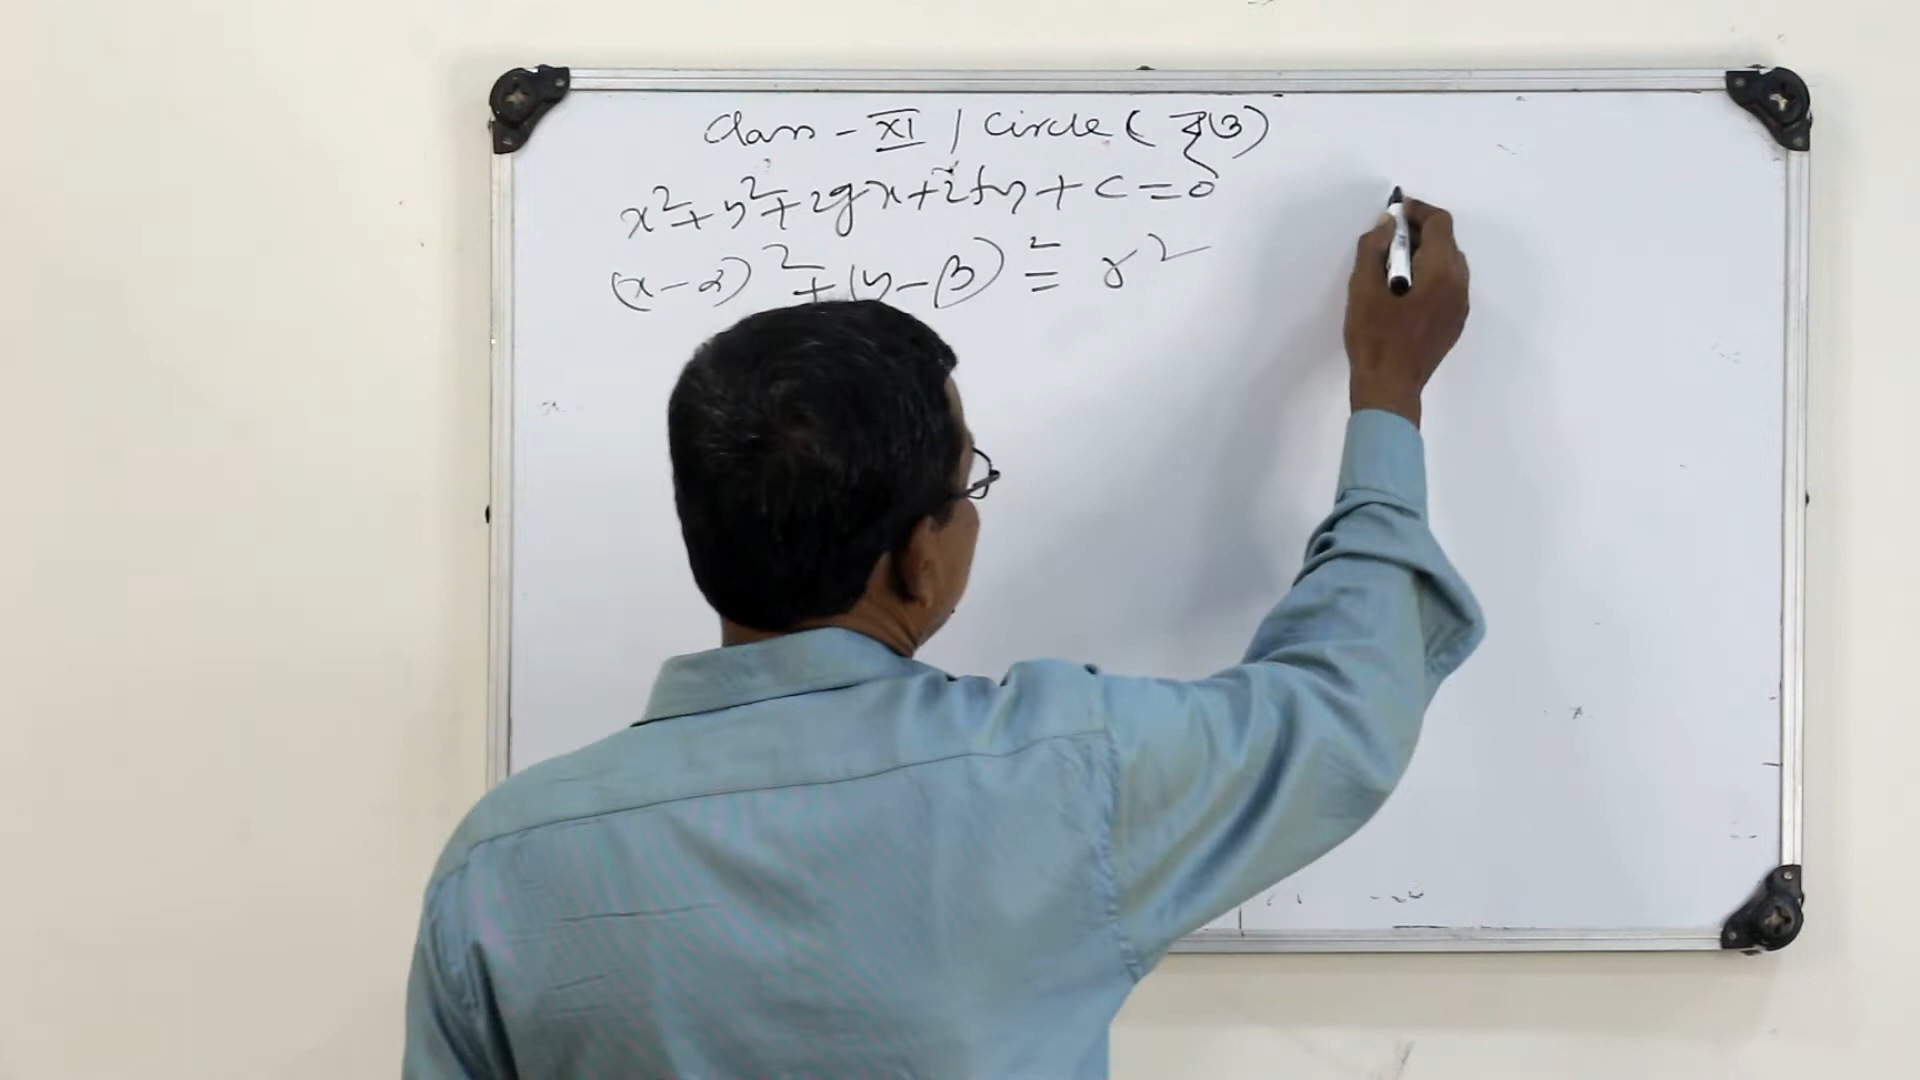 Class - XI / Circle (বৃত্ত)
x²+y²+2gx+2fy+c=0
(x-α)²+(y-β)²=r²